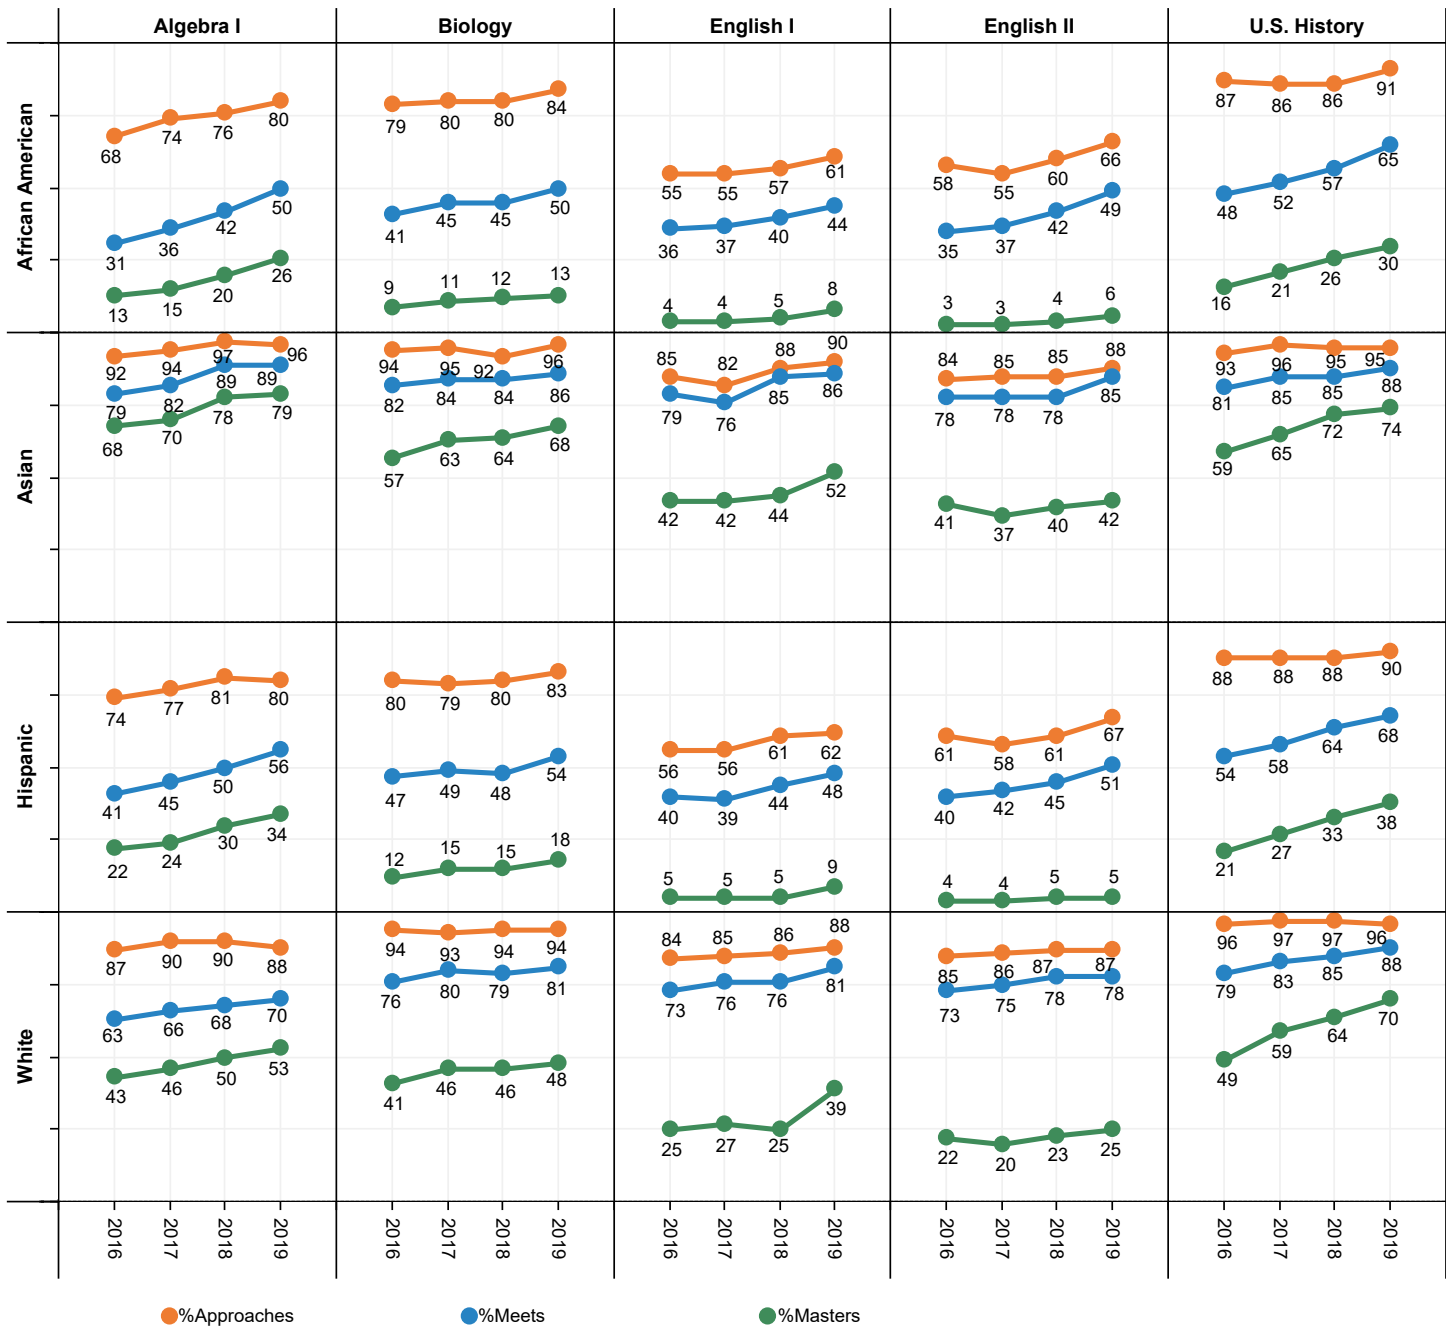 Algebra I Biology English I English II U.S. History
African American
68 74 76 80
31 36 42 50
13 15 20 26
79 80 80 84
41 45 45 50
9 11 12 13
55 55 57 61
36 37 40 44
4 4 5 8
58 55 60 66
35 37 42 49
3 3 4 6
87 86 86 91
48 52 57 65
16 21 26 30
Asian
92 94 97 96
79 82 89 89
68 70 78 79
94 95 92 96
82 84 84 86
57 63 64 68
85 82 88 90
79 76 85 86
42 42 44 52
84 85 85 88
78 78 78 85
41 37 40 42
93 96 95 95
81 85 85 88
59 65 72 74
Hispanic
74 77 81 80
41 45 50 56
22 24 30 34
80 79 80 83
47 49 48 54
12 15 15 18
56 56 61 62
40 39 44 48
5 5 5 9
61 58 61 67
40 42 45 51
4 4 5 5
88 88 88 90
54 58 64 68
21 27 33 38
White
87 90 90 88
63 66 68 70
43 46 50 53
94 93 94 94
76 80 79 81
41 46 46 48
84 85 86 88
73 76 76 81
25 27 25 39
85 86 87 87
73 75 78 78
22 20 23 25
96 97 97 96
79 83 85 88
49 59 64 70
2016 2017 2018 2019 2016 2017 2018 2019 2016 2017 2018 2019 2016 2017 2018 2019 2016 2017 2018 2019
%Approaches %Meets %Masters